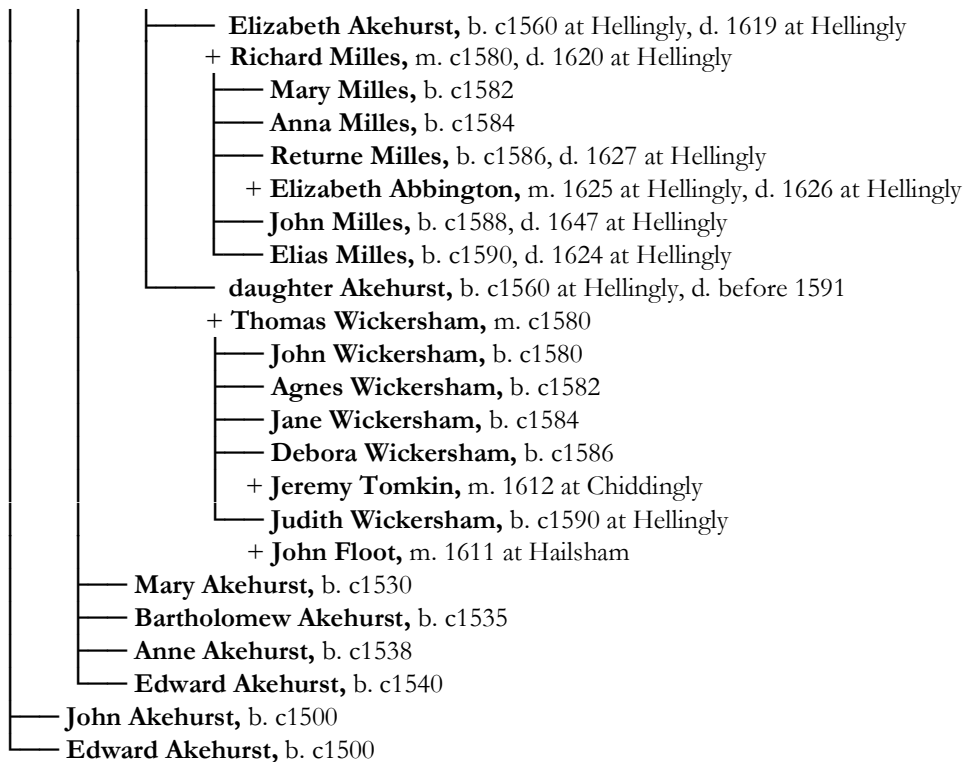 Elizabeth Akehurst, b. c1560 at Hellingly, d. 1619 at Hellingly
+ Richard Milles, m. c1580, d. 1620 at Hellingly
Mary Milles, b. c1582
Anna Milles, b. c1584
Returne Milles, b. c1586, d. 1627 at Hellingly
+ Elizabeth Abbington, m. 1625 at Hellingly, d. 1626 at Hellingly
John Milles, b. c1588, d. 1647 at Hellingly
Elias Milles, b. c1590, d. 1624 at Hellingly
daughter Akehurst, b. c1560 at Hellingly, d. before 1591
+ Thomas Wickersham, m. c1580
John Wickersham, b. c1580
Agnes Wickersham, b. c1582
Jane Wickersham, b. c1584
Debora Wickersham, b. c1586
+ Jeremy Tomkin, m. 1612 at Chiddingly
Judith Wickersham, b. c1590 at Hellingly
+ John Floot, m. 1611 at Hailsham
Mary Akehurst, b. c1530
Bartholomew Akehurst, b. c1535
Anne Akehurst, b. c1538
Edward Akehurst, b. c1540
John Akehurst, b. c1500
Edward Akehurst, b. c1500